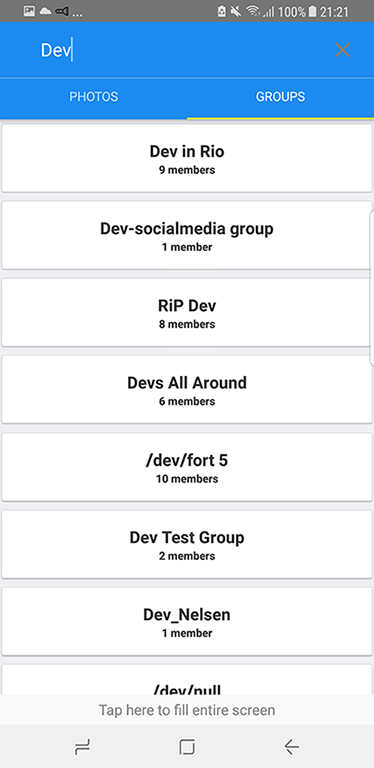 ... 100% 21:21
Dev
PHOTOS GROUPS
Dev in Rio
9 members
Dev-socialmedia group
1 member
RiP Dev
8 members
Devs All Around
6 members
/dev/fort 5
10 members
Dev Test Group
2 members
Dev_Nelsen
1 member
/dev/null
Tap here to fill entire screen